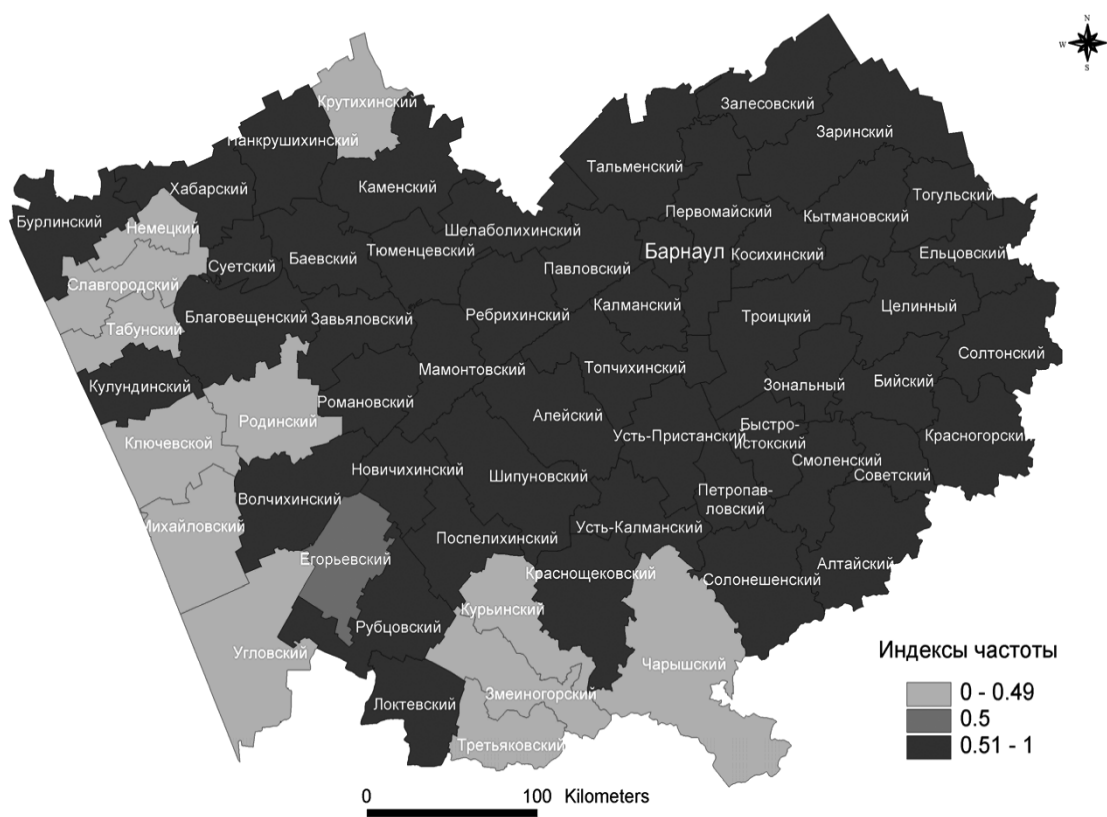 N
W
S
Крутихинский
Залесовский
Заринский
Панкрушихинский
Тальменский
Хабарский
Каменский
Тогульский
Бурлинский
Первомайский
Кытмановский
Немецкий
Шелаболихинский
Тюменцевский
Барнаул
Косихинский
Ельцовский
Суетский
Баевский
Павловский
Славгородский
Калманский
Целинный
Табунский
Благовещенский
Завьяловский
Ребрихинский
Троицкий
Солтонский
Мамонтовский
Топчихинский
Кулундинский
Зональный
Бийский
Романовский
Родинский
Алейский
Ключевской
Усть-Пристанский
Быстро-
истокский
Красногорски
Смоленский
Новичихинский
Шипуновский
Советский
Волчихинский
Петропав-
ловский
Михайловский
Поспелихинский
Усть-Калманский
Егорьевский
Краснощековский
Солонешенский
Алтайский
Курьинский
Рубцовский
Угловский
Чарышский
Змеиногорский
Локтевский
Третьяковский
Индексы частоты
0 - 0.49
0.5
0.51 - 1
0 100 Kilometers